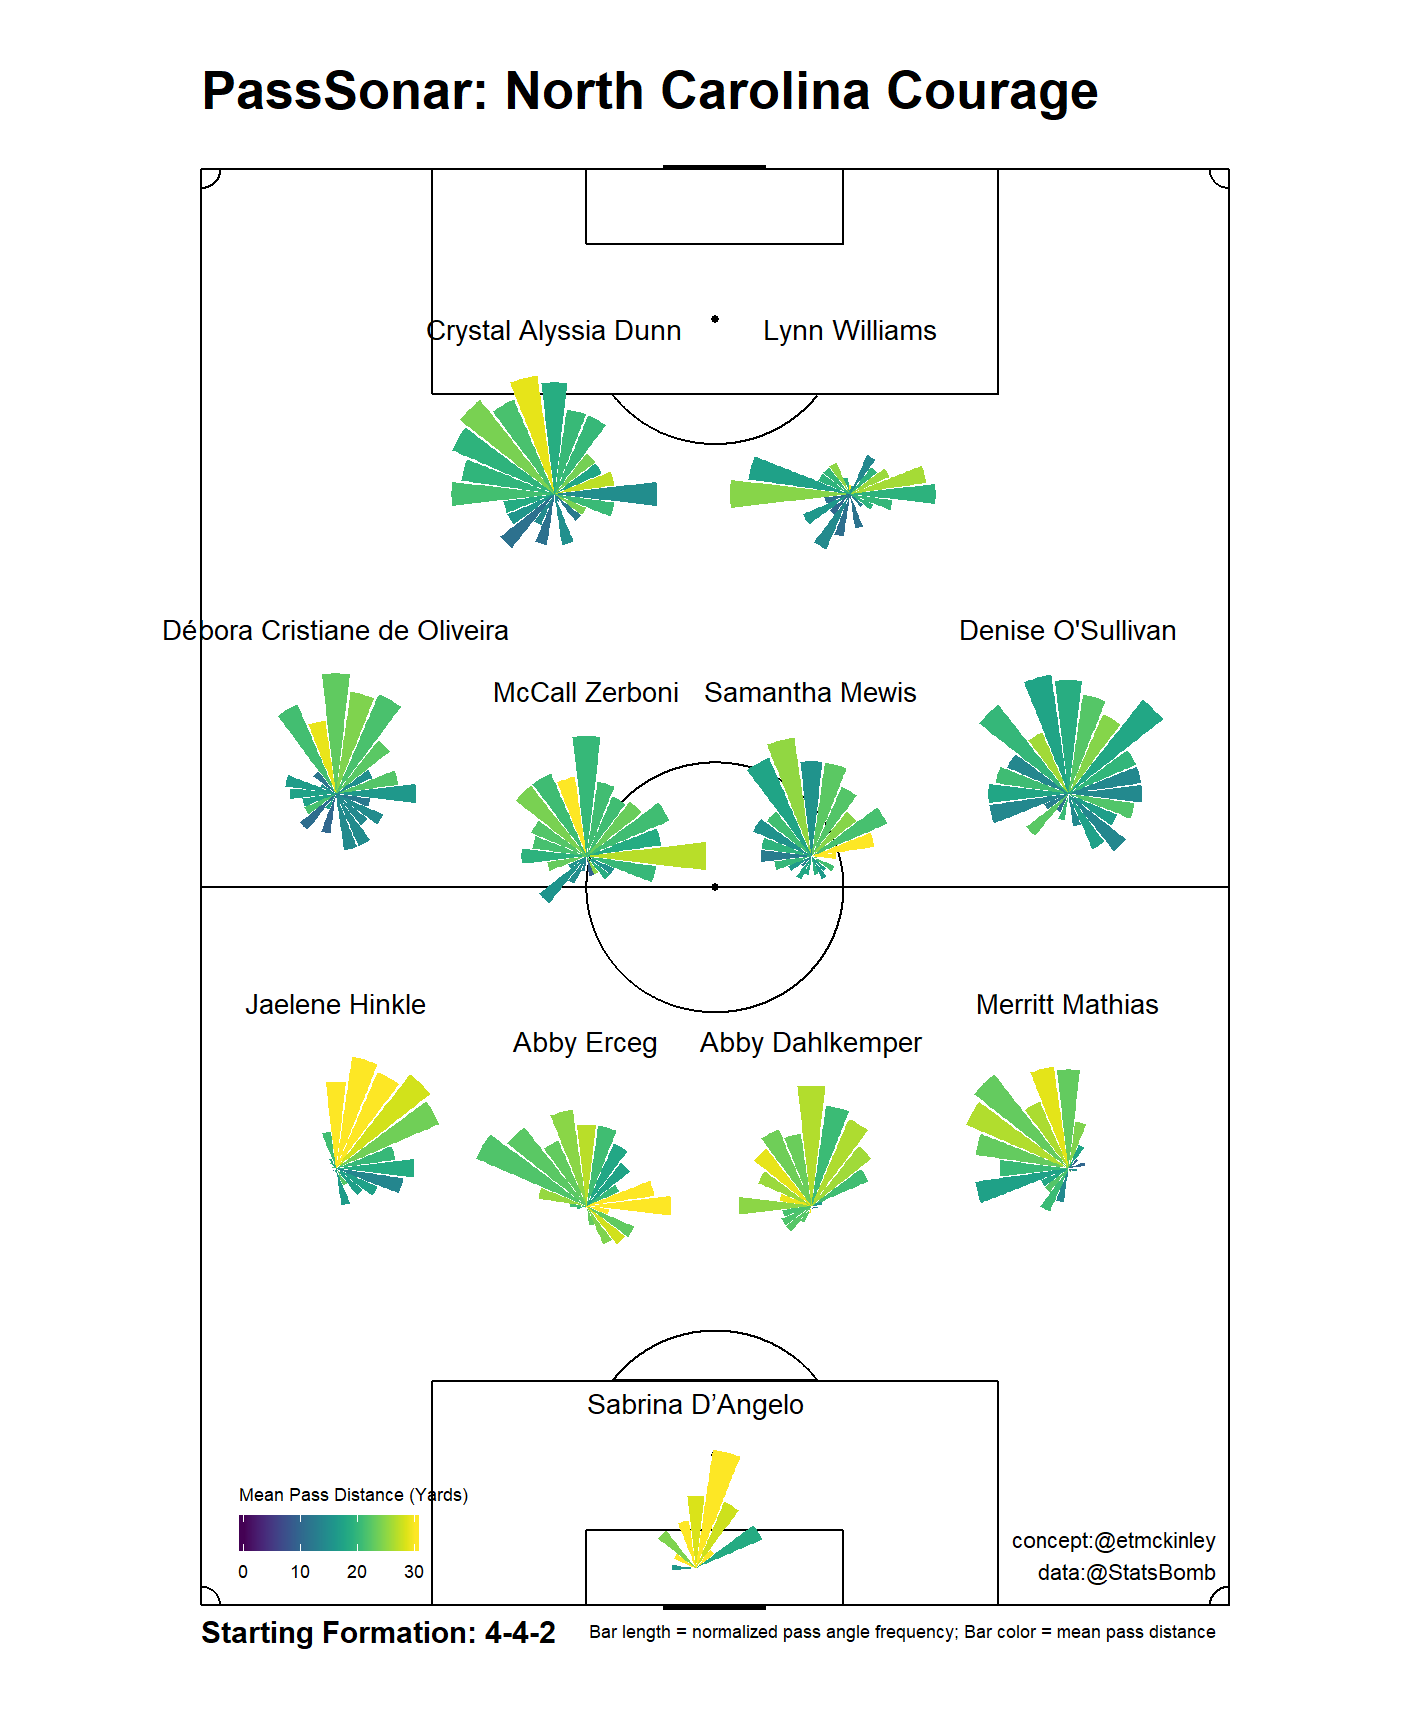 PassSonar: North Carolina Courage
Crystal Alyssia Dunn
Lynn Williams
Débora Cristiane de Oliveira
Denise O'Sullivan
McCall Zerboni
Samantha Mewis
Jaelene Hinkle
Merritt Mathias
Abby Erceg
Abby Dahlkemper
Sabrina D’Angelo
Mean Pass Distance (Yards)
0 10 20 30
concept:@etmckinley
data:@StatsBomb
Starting Formation: 4-4-2
Bar length = normalized pass angle frequency; Bar color = mean pass distance